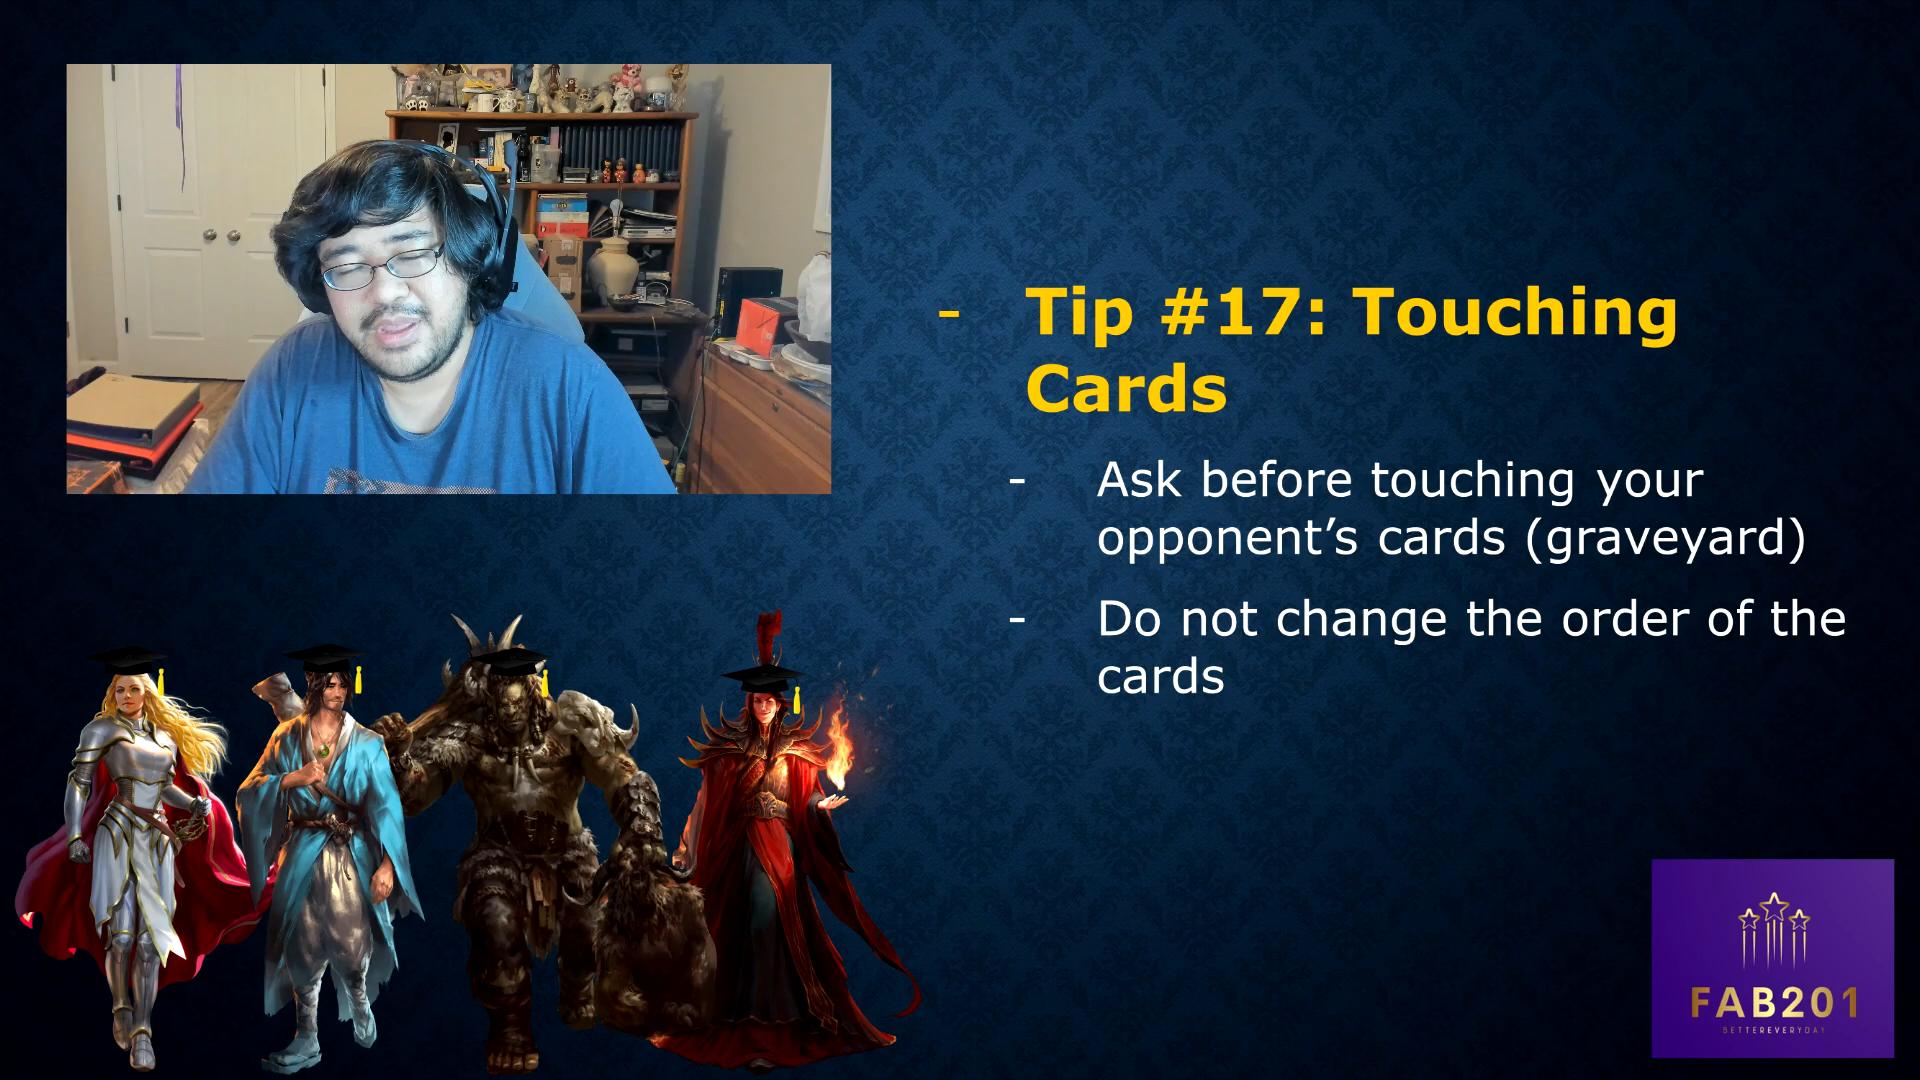 - Tip #17: Touching
Cards
- Ask before touching your
opponent’s cards (graveyard)
- Do not change the order of the
cards
FAB201
BETTEREVERYDAY